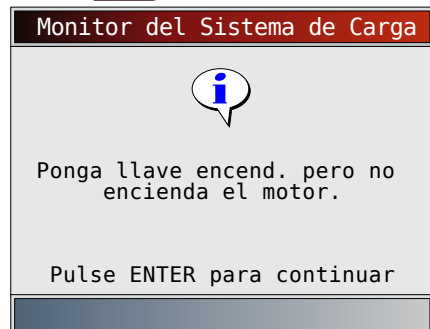 Monitor del Sistema de Carga
i
Ponga llave encend. pero no
encienda el motor.
Pulse ENTER para continuar